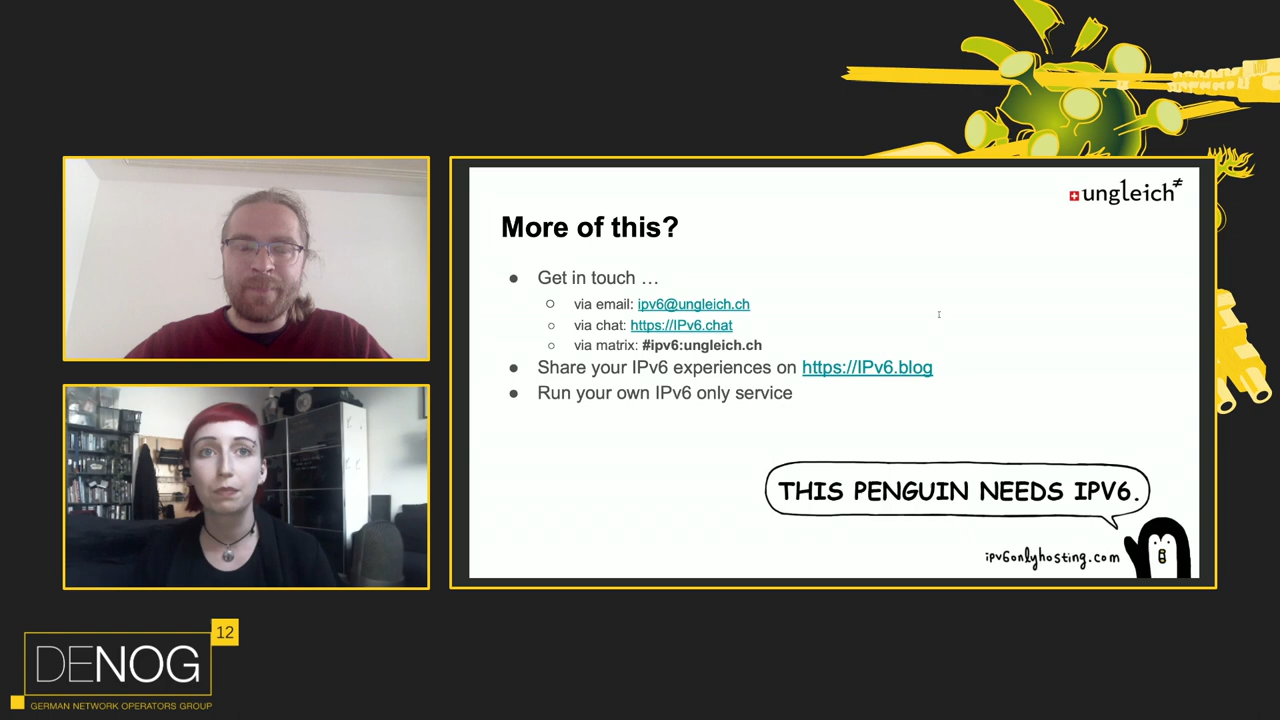 ungleich≠
More of this?
● Get in touch …
○ via email: ipv6@ungleich.ch
○ via chat: https://IPv6.chat
○ via matrix: #ipv6:ungleich.ch
● Share your IPv6 experiences on https://IPv6.blog
● Run your own IPv6 only service
THIS PENGUIN NEEDS IPV6.
ipv6onlyhosting.com
12
DENOG
GERMAN NETWORK OPERATORS GROUP